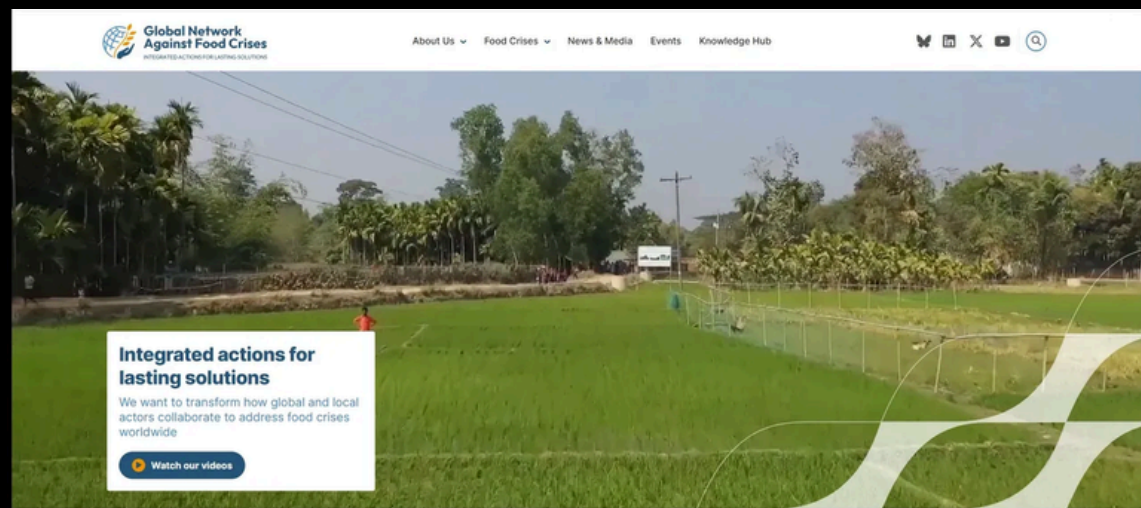 Global Network
Against Food Crises
INTEGRATED ACTIONS FOR LASTING SOLUTIONS
About Us
Food Crises
News & Media
Events
Knowledge Hub
Integrated actions for
lasting solutions
We want to transform how global and local
actors collaborate to address food crises
worldwide
Watch our videos